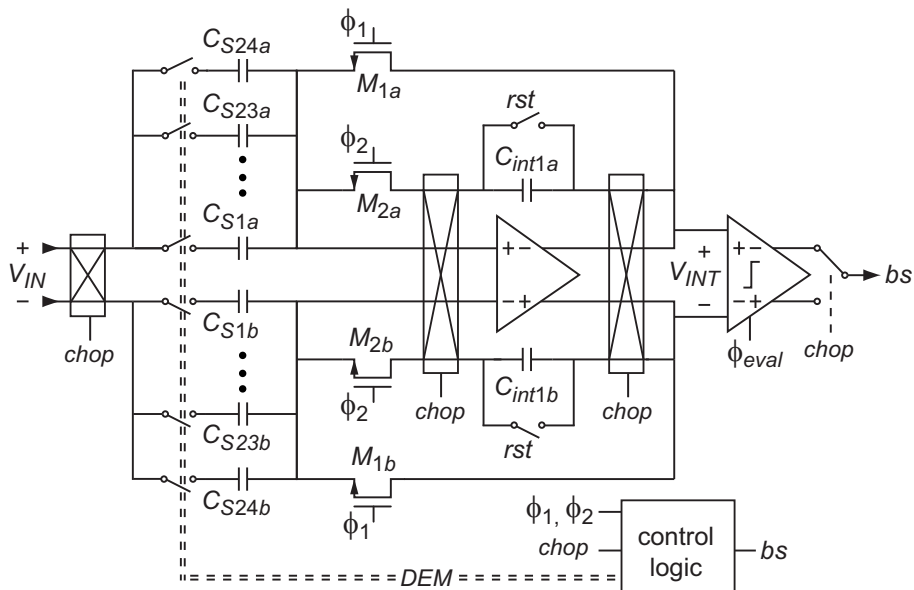 C_S24a
ϕ1
M1a
rst
C_S23a
ϕ2
C_int1a
M2a
C_S1a
+
V_IN
−
+ −
− +
+
V_INT
−
+ −
− +
bs
chop
C_S1b
M2b
ϕ_eval
chop
ϕ2
chop
C_int1b
chop
C_S23b
rst
M1b
C_S24b
ϕ1
ϕ1, ϕ2
chop
control
logic
bs
DEM